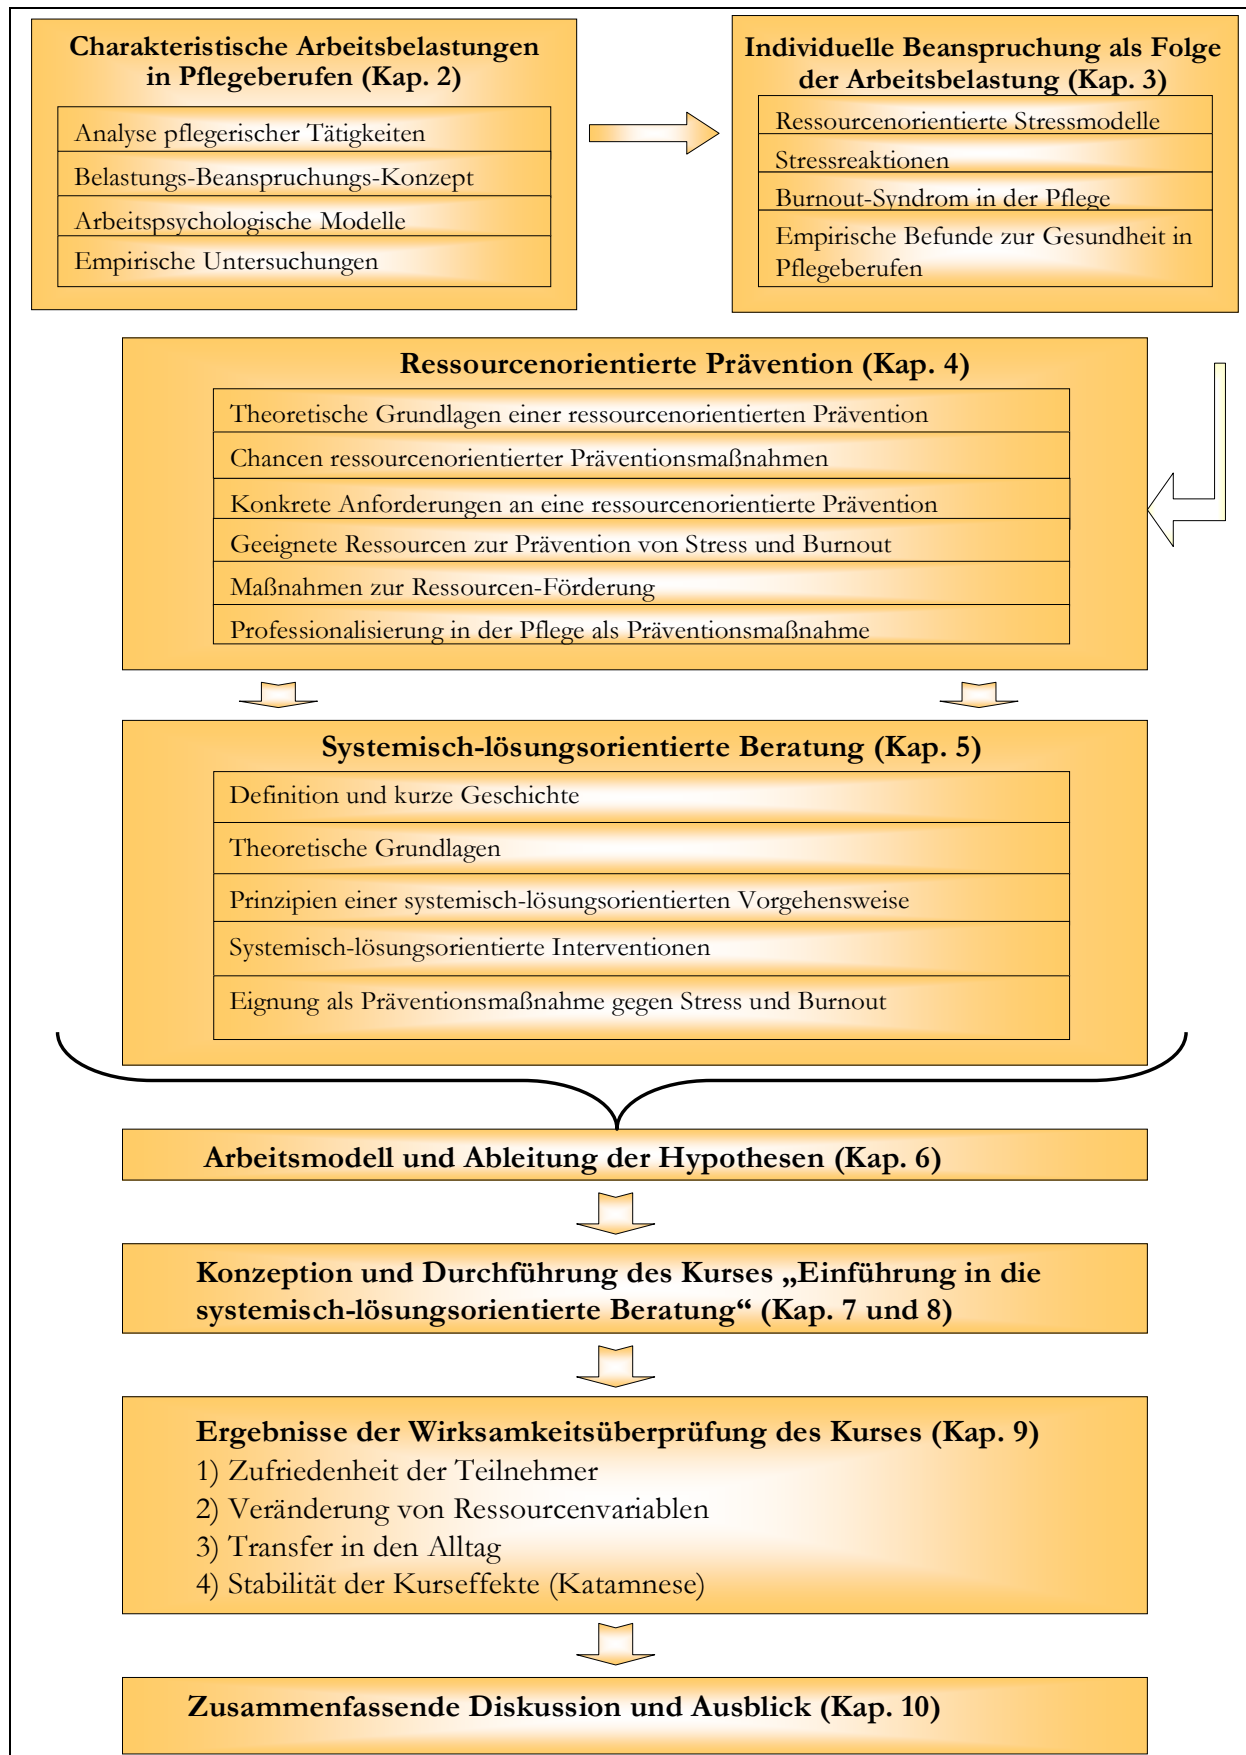 Charakteristische Arbeitsbelastungen
in Pflegeberufen (Kap. 2)
Analyse pflegerischer Tätigkeiten
Belastungs-Beanspruchungs-Konzept
Arbeitspsychologische Modelle
Empirische Untersuchungen
Individuelle Beanspruchung als Folge
der Arbeitsbelastung (Kap. 3)
Ressourcenorientierte Stressmodelle
Stressreaktionen
Burnout-Syndrom in der Pflege
Empirische Befunde zur Gesundheit in
Pflegeberufen
Ressourcenorientierte Prävention (Kap. 4)
Theoretische Grundlagen einer ressourcenorientierten Prävention
Chancen ressourcenorientierter Präventionsmaßnahmen
Konkrete Anforderungen an eine ressourcenorientierte Prävention
Geeignete Ressourcen zur Prävention von Stress und Burnout
Maßnahmen zur Ressourcen-Förderung
Professionalisierung in der Pflege als Präventionsmaßnahme
Systemisch-lösungsorientierte Beratung (Kap. 5)
Definition und kurze Geschichte
Theoretische Grundlagen
Prinzipien einer systemisch-lösungsorientierten Vorgehensweise
Systemisch-lösungsorientierte Interventionen
Eignung als Präventionsmaßnahme gegen Stress und Burnout
Arbeitsmodell und Ableitung der Hypothesen (Kap. 6)
Konzeption und Durchführung des Kurses „Einführung in die
systemisch-lösungsorientierte Beratung“ (Kap. 7 und 8)
Ergebnisse der Wirksamkeitsüberprüfung des Kurses (Kap. 9)
1) Zufriedenheit der Teilnehmer
2) Veränderung von Ressourcenvariablen
3) Transfer in den Alltag
4) Stabilität der Kurseffekte (Katamnese)
Zusammenfassende Diskussion und Ausblick (Kap. 10)